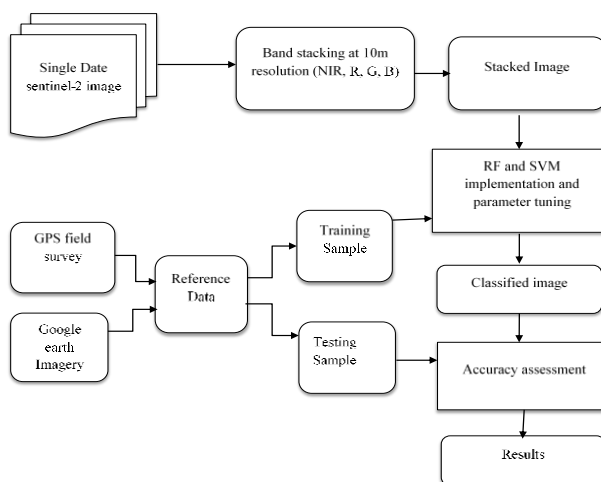 Single Date
sentinel-2 image
Band stacking at 10m
resolution (NIR, R, G, B)
Stacked Image
RF and SVM
implementation and
parameter tuning
GPS field
survey
Google
earth
Imagery
Reference
Data
Training
Sample
Testing
Sample
Classified image
Accuracy assessment
Results